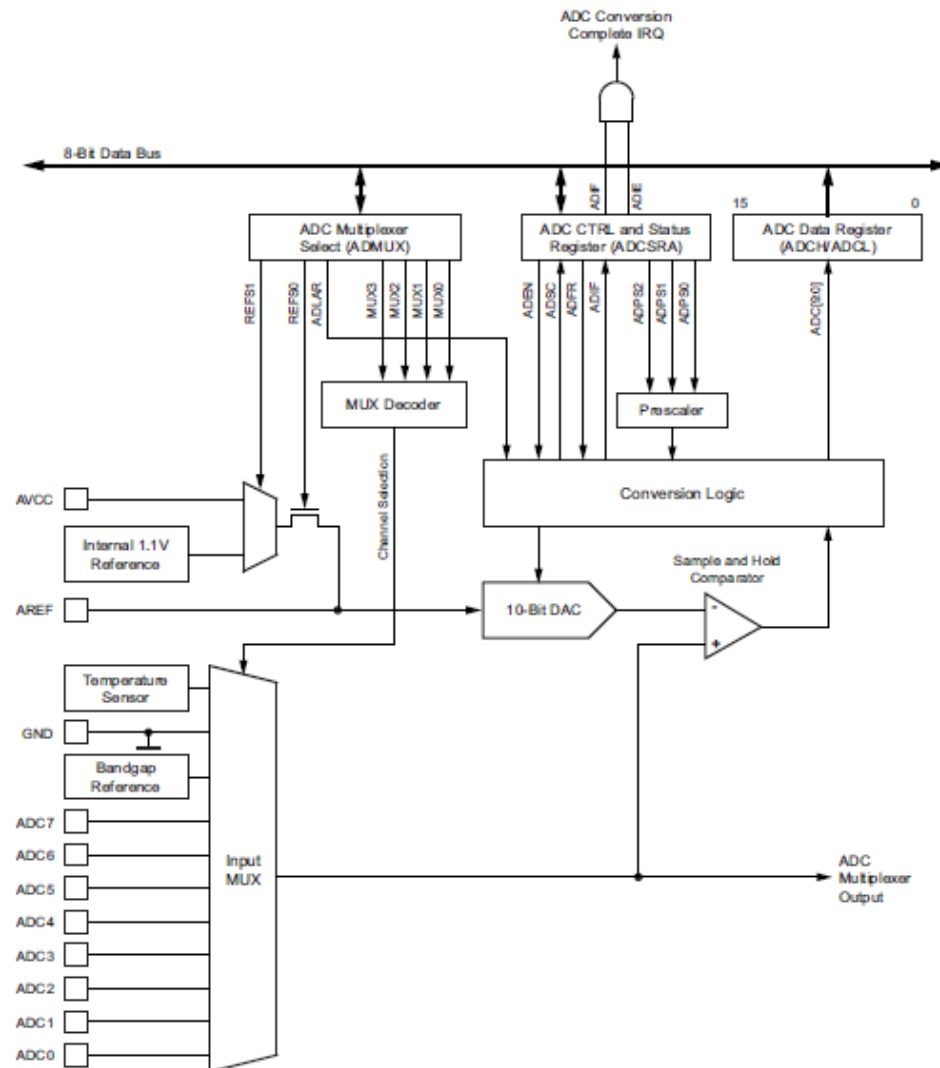 ADC Conversion
Complete IRQ
8-Bit Data Bus
ADIF
ADIE
15
0
ADC Multiplexer
Select (ADMUX)
ADC CTRL and Status
Register (ADCSRA)
ADC Data Register
(ADCH/ADCL)
REFS1
REFS0
ADLAR
MUX3
MUX2
MUX1
MUX0
ADEN
ADSC
ADFR
ADIF
ADPS2
ADPS1
ADPS0
ADC[9:0]
MUX Decoder
Prescaler
Channel Selection
Conversion Logic
AVCC
Internal 1.1V
Reference
AREF
Sample and Hold
Comparator
10-Bit DAC
-
+
Temperature
Sensor
GND
Bandgap
Reference
ADC7
ADC6
ADC5
ADC4
ADC3
ADC2
ADC1
ADC0
Input
MUX
ADC
Multiplexer
Output